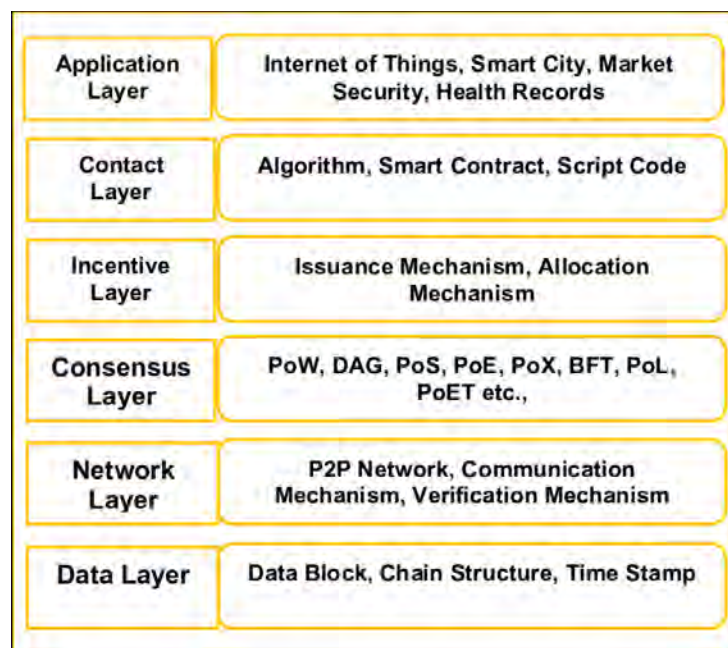 Application
Layer
Internet of Things, Smart City, Market
Security, Health Records
Contact
Layer
Algorithm, Smart Contract, Script Code
Incentive
Layer
Issuance Mechanism, Allocation
Mechanism
Consensus
Layer
PoW, DAG, PoS, PoE, PoX, BFT, PoL,
PoET etc.,
Network
Layer
P2P Network, Communication
Mechanism, Verification Mechanism
Data Layer
Data Block, Chain Structure, Time Stamp